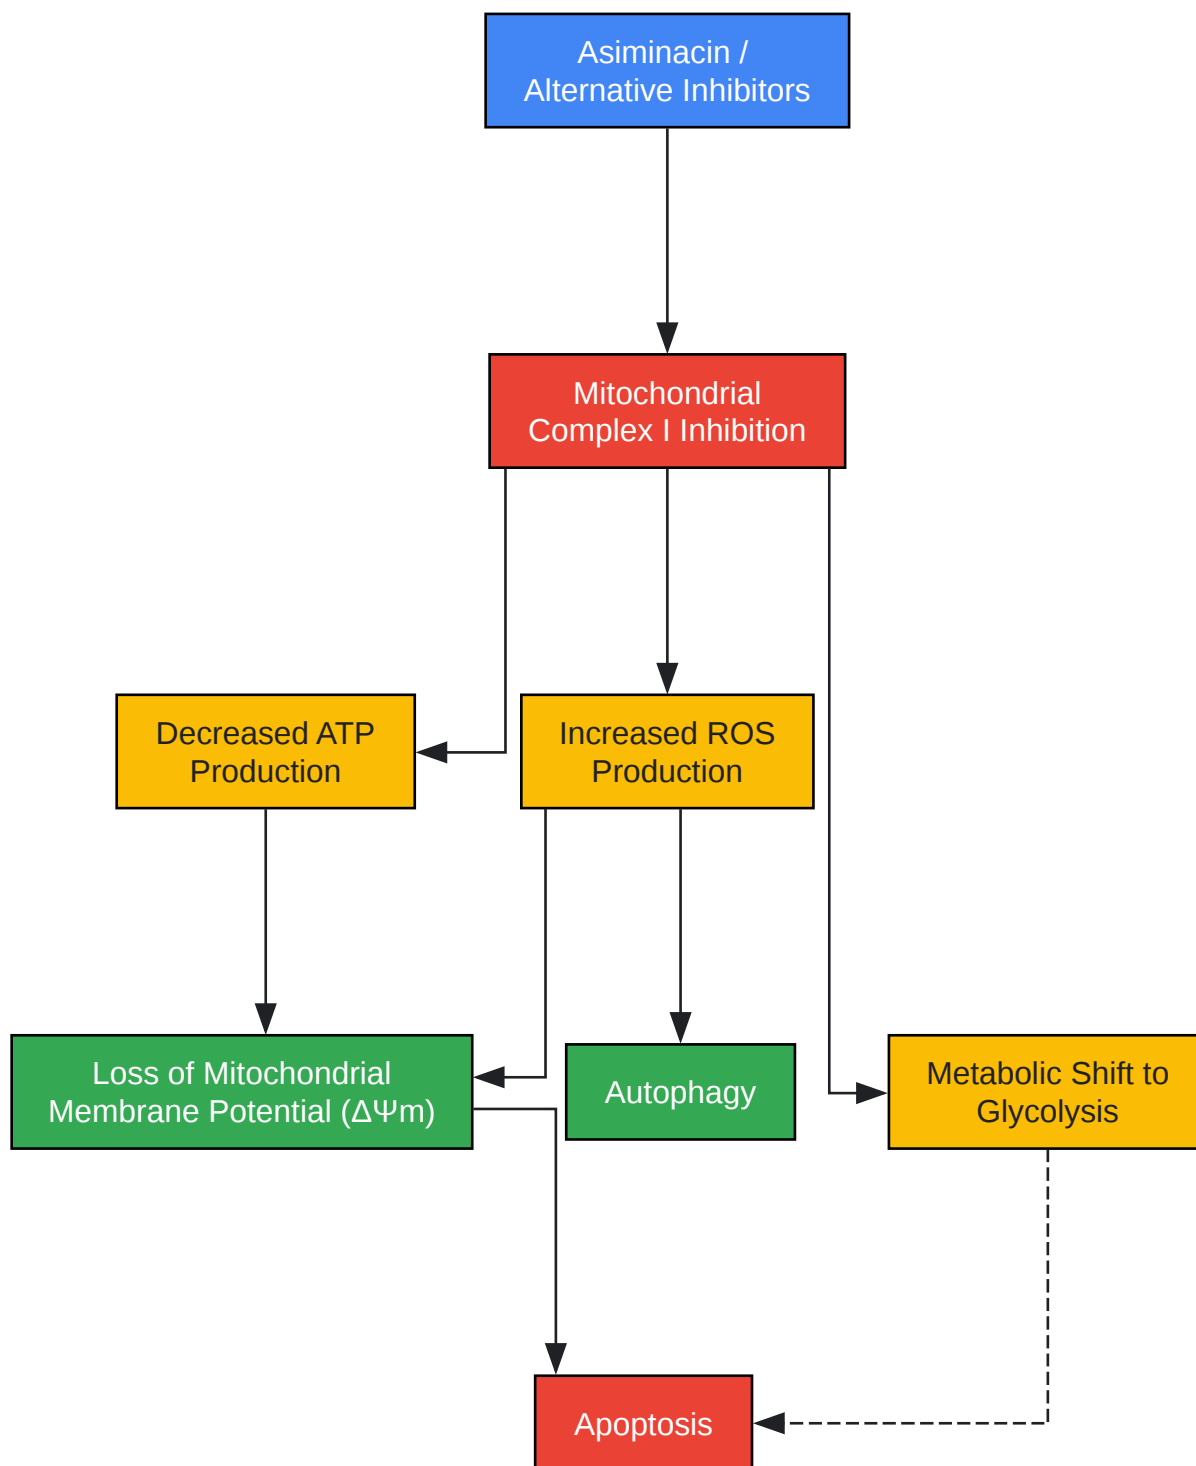 Asiminacin /
Alternative Inhibitors
Mitochondrial
Complex I Inhibition
Decreased ATP
Production
Increased ROS
Production
Loss of Mitochondrial
Membrane Potential (ΔΨm)
Autophagy
Metabolic Shift to
Glycolysis
Apoptosis